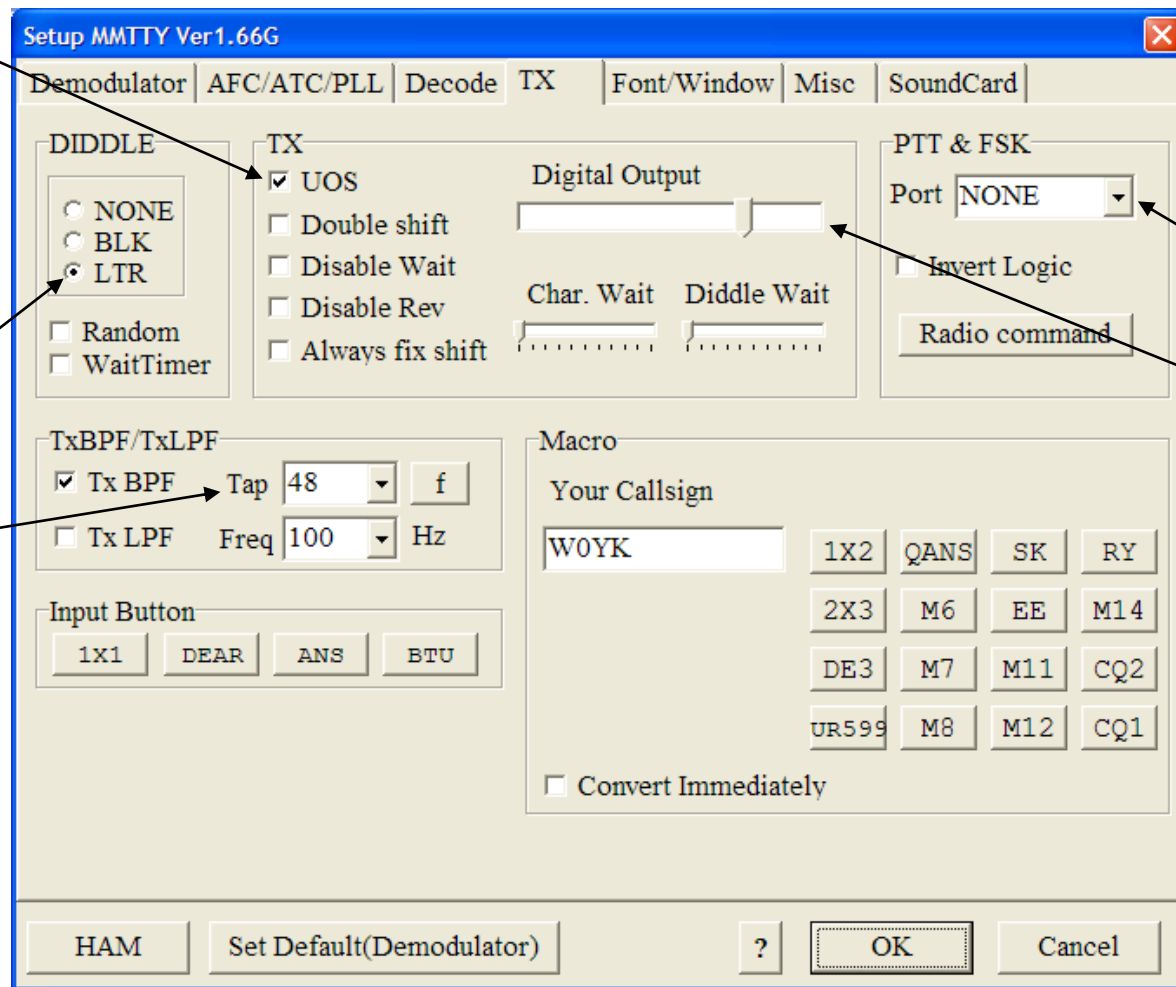 Setup MMTTY Ver1.66G
Demodulator AFC/ATC/PLL Decode TX Font/Window Misc SoundCard
DIDDLE
NONE
BLK
LTR
Random
WaitTimer
TX
UOS
Double shift
Disable Wait
Disable Rev
Always fix shift
Digital Output
Char. Wait Diddle Wait
PTT & FSK
Port NONE
Invert Logic
Radio command
TxBPF/TxLPF
Tx BPF Tap 48 f
Tx LPF Freq 100 Hz
Input Button
1X1 DEAR ANS BTU
Macro
Your Callsign
W0YK
1X2 QANS SK RY
2X3 M6 EE M14
DE3 M7 M11 CQ2
UR599 M8 M12 CQ1
Convert Immediately
HAM Set Default(Demodulator) ? OK Cancel